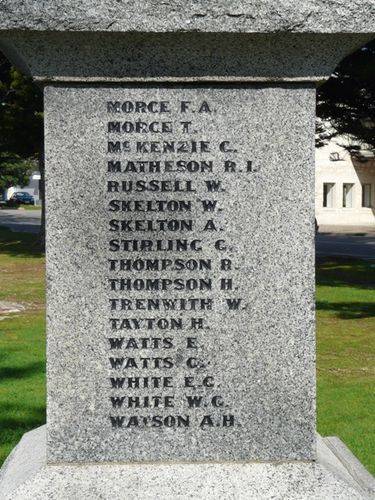 MORCE F.A.
MORCE T.
McKENZIE C.
MATHESON R.I.
RUSSELL W.
SKELTON W.
SKELTON A.
STIRLING C.
THOMPSON R.
THOMPSON H.
TRENWITH W.
TAYTON H.
WATTS E.
WATTS G.
WHITE E.G.
WHITE W.G.
WATSON A.H.